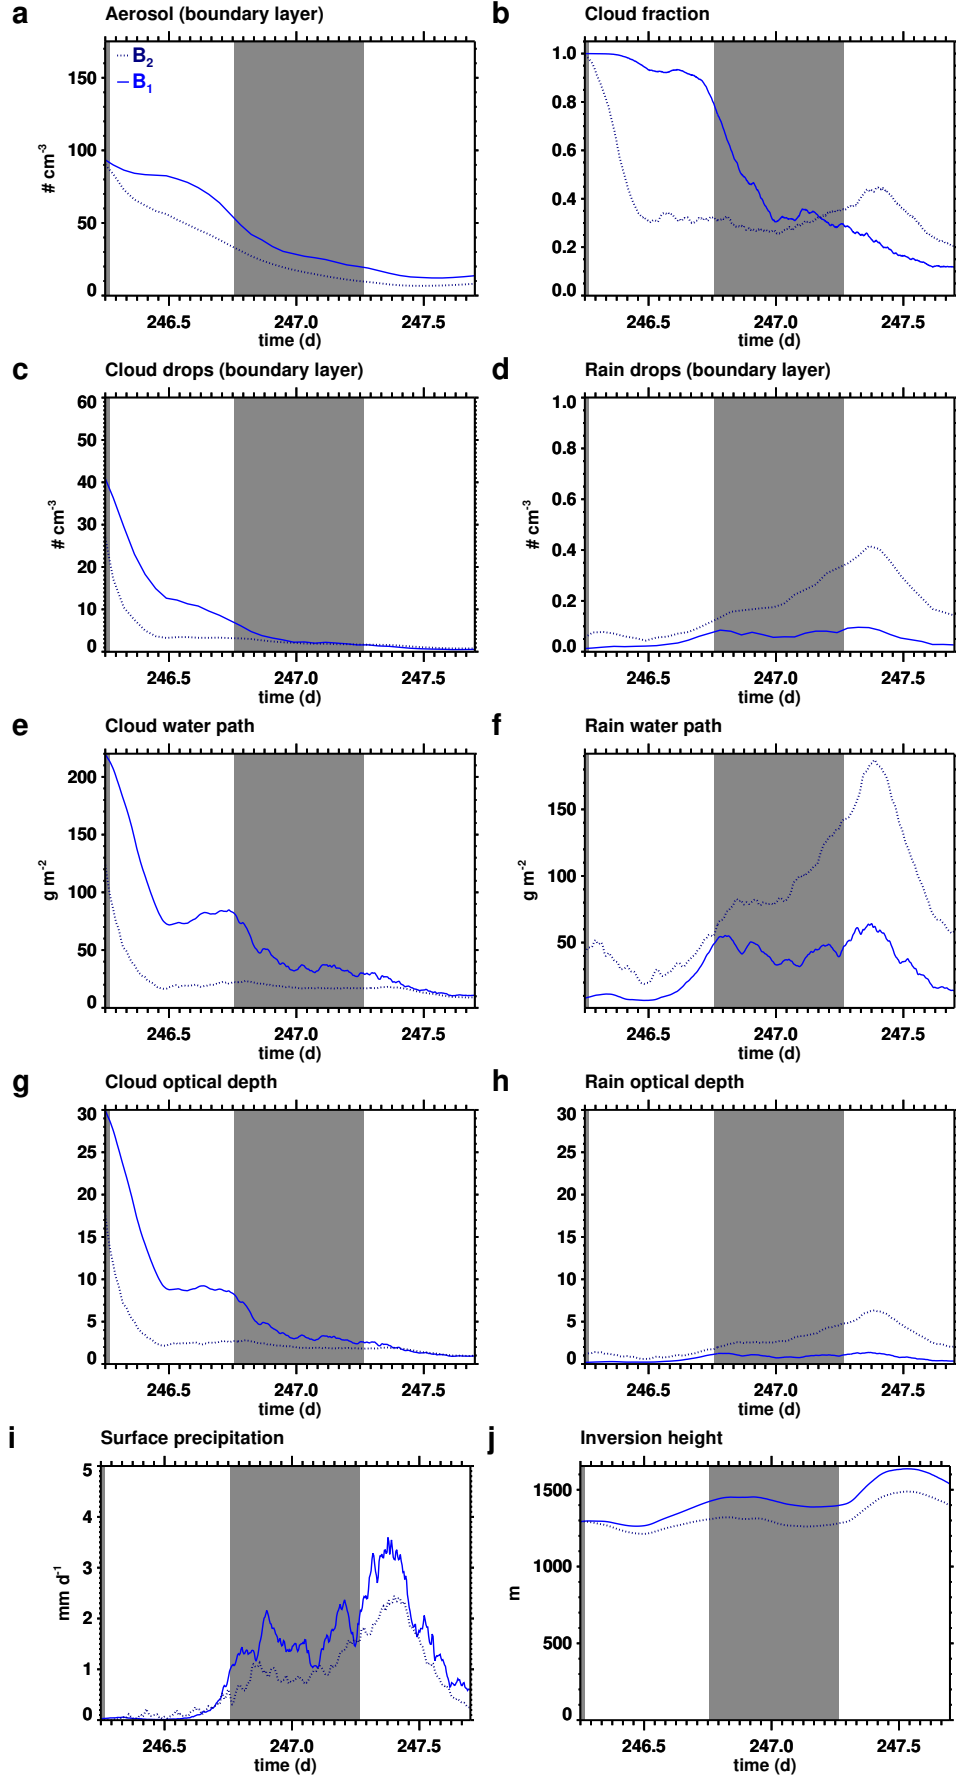 a Aerosol (boundary layer)
B2
B1
150
100
50
0
# cm-3
246.5 247.0 247.5
time (d)
b Cloud fraction
1.0
0.8
0.6
0.4
0.2
0.0
246.5 247.0 247.5
time (d)
c Cloud drops (boundary layer)
60
50
40
30
20
10
0
# cm-3
246.5 247.0 247.5
time (d)
d Rain drops (boundary layer)
1.0
0.8
0.6
0.4
0.2
0.0
# cm-3
246.5 247.0 247.5
time (d)
e Cloud water path
200
150
100
50
0
g m-2
246.5 247.0 247.5
time (d)
f Rain water path
150
100
50
g m-2
246.5 247.0 247.5
time (d)
g Cloud optical depth
30
25
20
15
10
5
0
246.5 247.0 247.5
time (d)
h Rain optical depth
30
25
20
15
10
5
0
246.5 247.0 247.5
time (d)
i Surface precipitation
5
4
3
2
1
0
mm d-1
246.5 247.0 247.5
time (d)
j Inversion height
1500
1000
500
0
m
246.5 247.0 247.5
time (d)